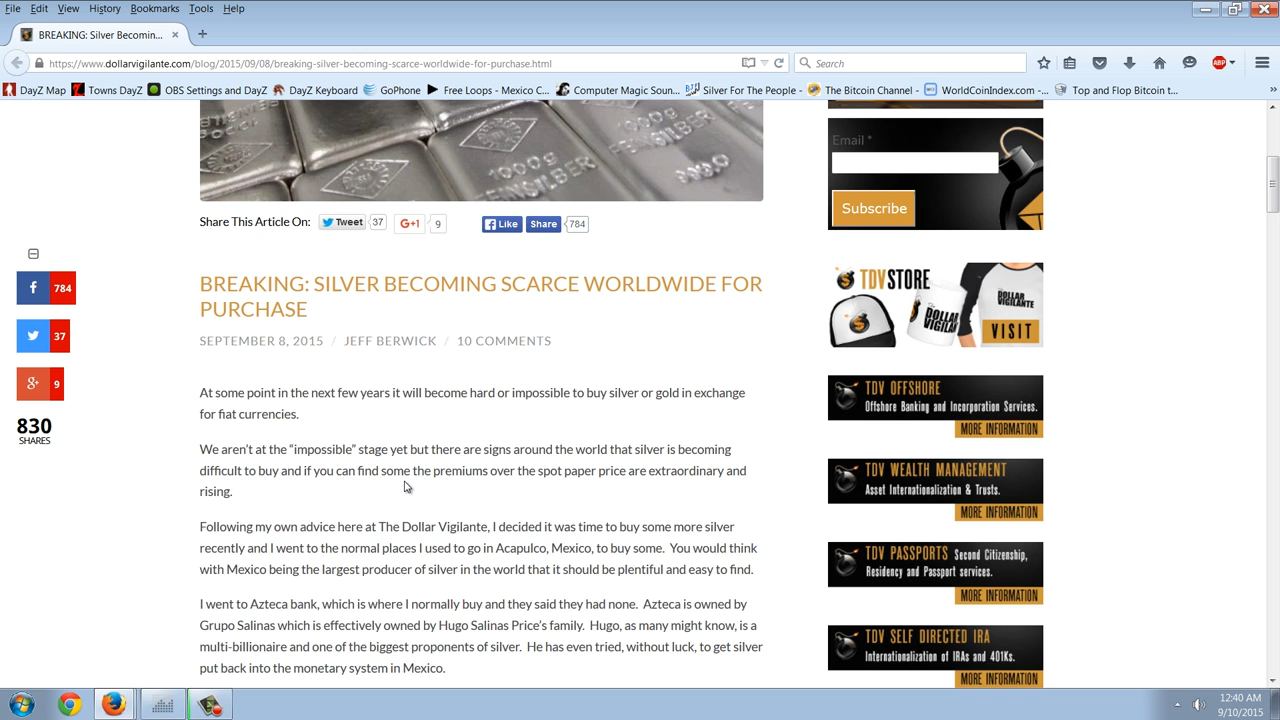 File Edit View History Bookmarks Tools Help
BREAKING: Silver Becomin...
https://www.dollarvigilante.com/blog/2015/09/08/breaking-silver-becoming-scarce-worldwide-for-purchase.html
Search
ABP
DayZ Map Towns DayZ OBS Settings and DayZ DayZ Keyboard GoPhone Free Loops - Mexico C... Computer Magic Soun... Silver For The People - ... The Bitcoin Channel - ... WorldCoinIndex.com -... Top and Flop Bitcoin t...
1000g
FEINSILBER
1000g
FEINSILBER
999.0
Share This Article On: Tweet 37 G+1 9 Like Share 784
784
37
9
830
SHARES
BREAKING: SILVER BECOMING SCARCE WORLDWIDE FOR
PURCHASE
SEPTEMBER 8, 2015 / JEFF BERWICK / 10 COMMENTS
At some point in the next few years it will become hard or impossible to buy silver or gold in exchange
for fiat currencies.
We aren't at the “impossible” stage yet but there are signs around the world that silver is becoming
difficult to buy and if you can find some the premiums over the spot paper price are extraordinary and
rising.
Following my own advice here at The Dollar Vigilante, I decided it was time to buy some more silver
recently and I went to the normal places I used to go in Acapulco, Mexico, to buy some. You would think
with Mexico being the largest producer of silver in the world that it should be plentiful and easy to find.
I went to Azteca bank, which is where I normally buy and they said they had none. Azteca is owned by
Grupo Salinas which is effectively owned by Hugo Salinas Price's family. Hugo, as many might know, is a
multi-billionaire and one of the biggest proponents of silver. He has even tried, without luck, to get silver
put back into the monetary system in Mexico.
Email *
Subscribe
TDV STORE
DOLLAR
VIGILANTE
VISIT
TDV OFFSHORE
Offshore Banking and Incorporation Services.
MORE INFORMATION
TDV WEALTH MANAGEMENT
Asset Internationalization & Trusts.
MORE INFORMATION
TDV PASSPORTS Second Citizenship,
Residency and Passport services.
MORE INFORMATION
TDV SELF DIRECTED IRA
Internationalization of IRAs and 401Ks.
MORE INFORMATION
12:40 AM
9/10/2015